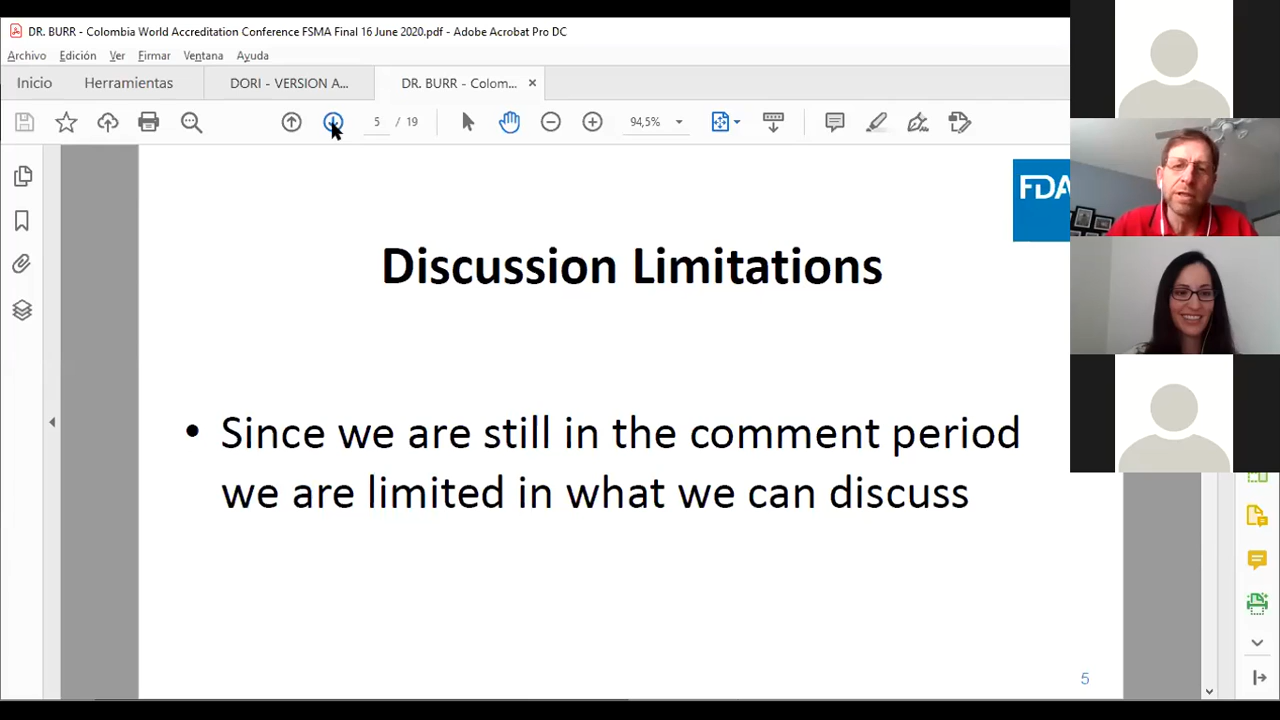 DR. BURR - Colombia World Accreditation Conference FSMA Final 16 June 2020.pdf - Adobe Acrobat Pro DC
Archivo Edición Ver Firmar Ventana Ayuda
Inicio Herramientas DORI - VERSION A... DR. BURR - Colom... ×
5 / 19 94,5%
FDA
Discussion Limitations
• Since we are still in the comment period
we are limited in what we can discuss
5